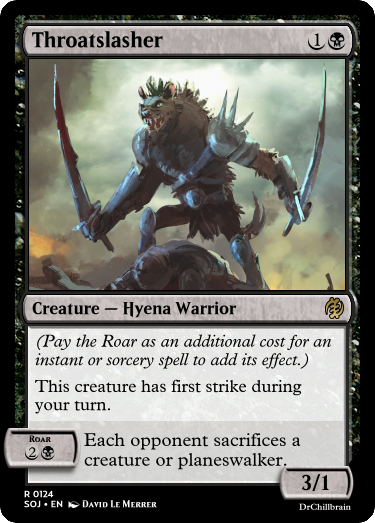 Throatslasher 1
Creature — Hyena Warrior
(Pay the Roar as an additional cost for an
instant or sorcery spell to add its effect.)
This creature has first strike during
your turn.
ROAR
2
Each opponent sacrifices a
creature or planeswalker.
3/1
R 0124
SOJ • EN DAVID LE MERRER
DrChillbrain